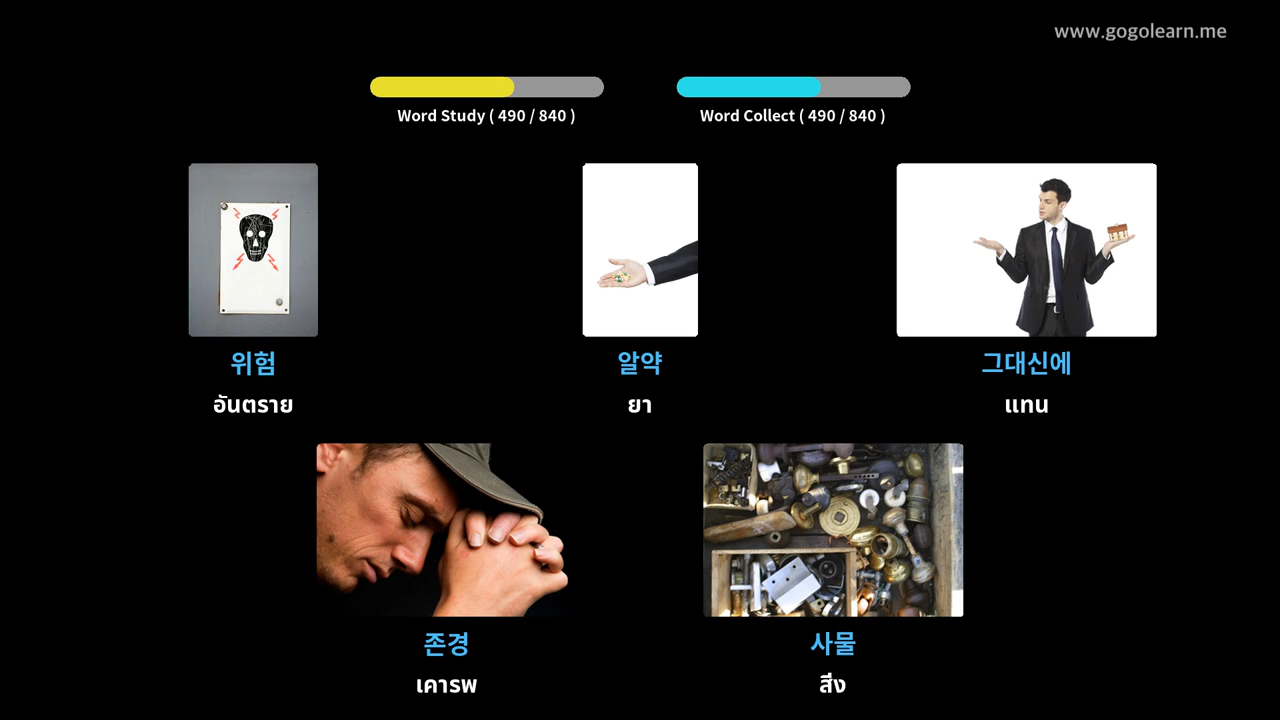 www.gogolearn.me
Word Study ( 490 / 840 )
Word Collect ( 490 / 840 )
위험
알약
그대신에
อันตราย
ยา
แทน
존경
사물
เคารพ
สีง